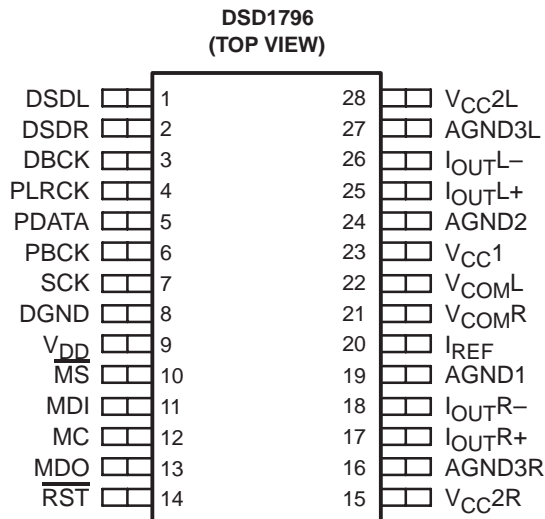 DSD1796
(TOP VIEW)
DSDL 1 28 VCC2L
DSDR 2 27 AGND3L
DBCK 3 26 IOUTL–
PLRCK 4 25 IOUTL+
PDATA 5 24 AGND2
PBCK 6 23 VCC1
SCK 7 22 VCOML
DGND 8 21 VCOMR
VDD 9 20 IREF
M̅S̅ 10 19 AGND1
MDI 11 18 IOUTR–
MC 12 17 IOUTR+
MDO 13 16 AGND3R
R̅S̅T̅ 14 15 VCC2R